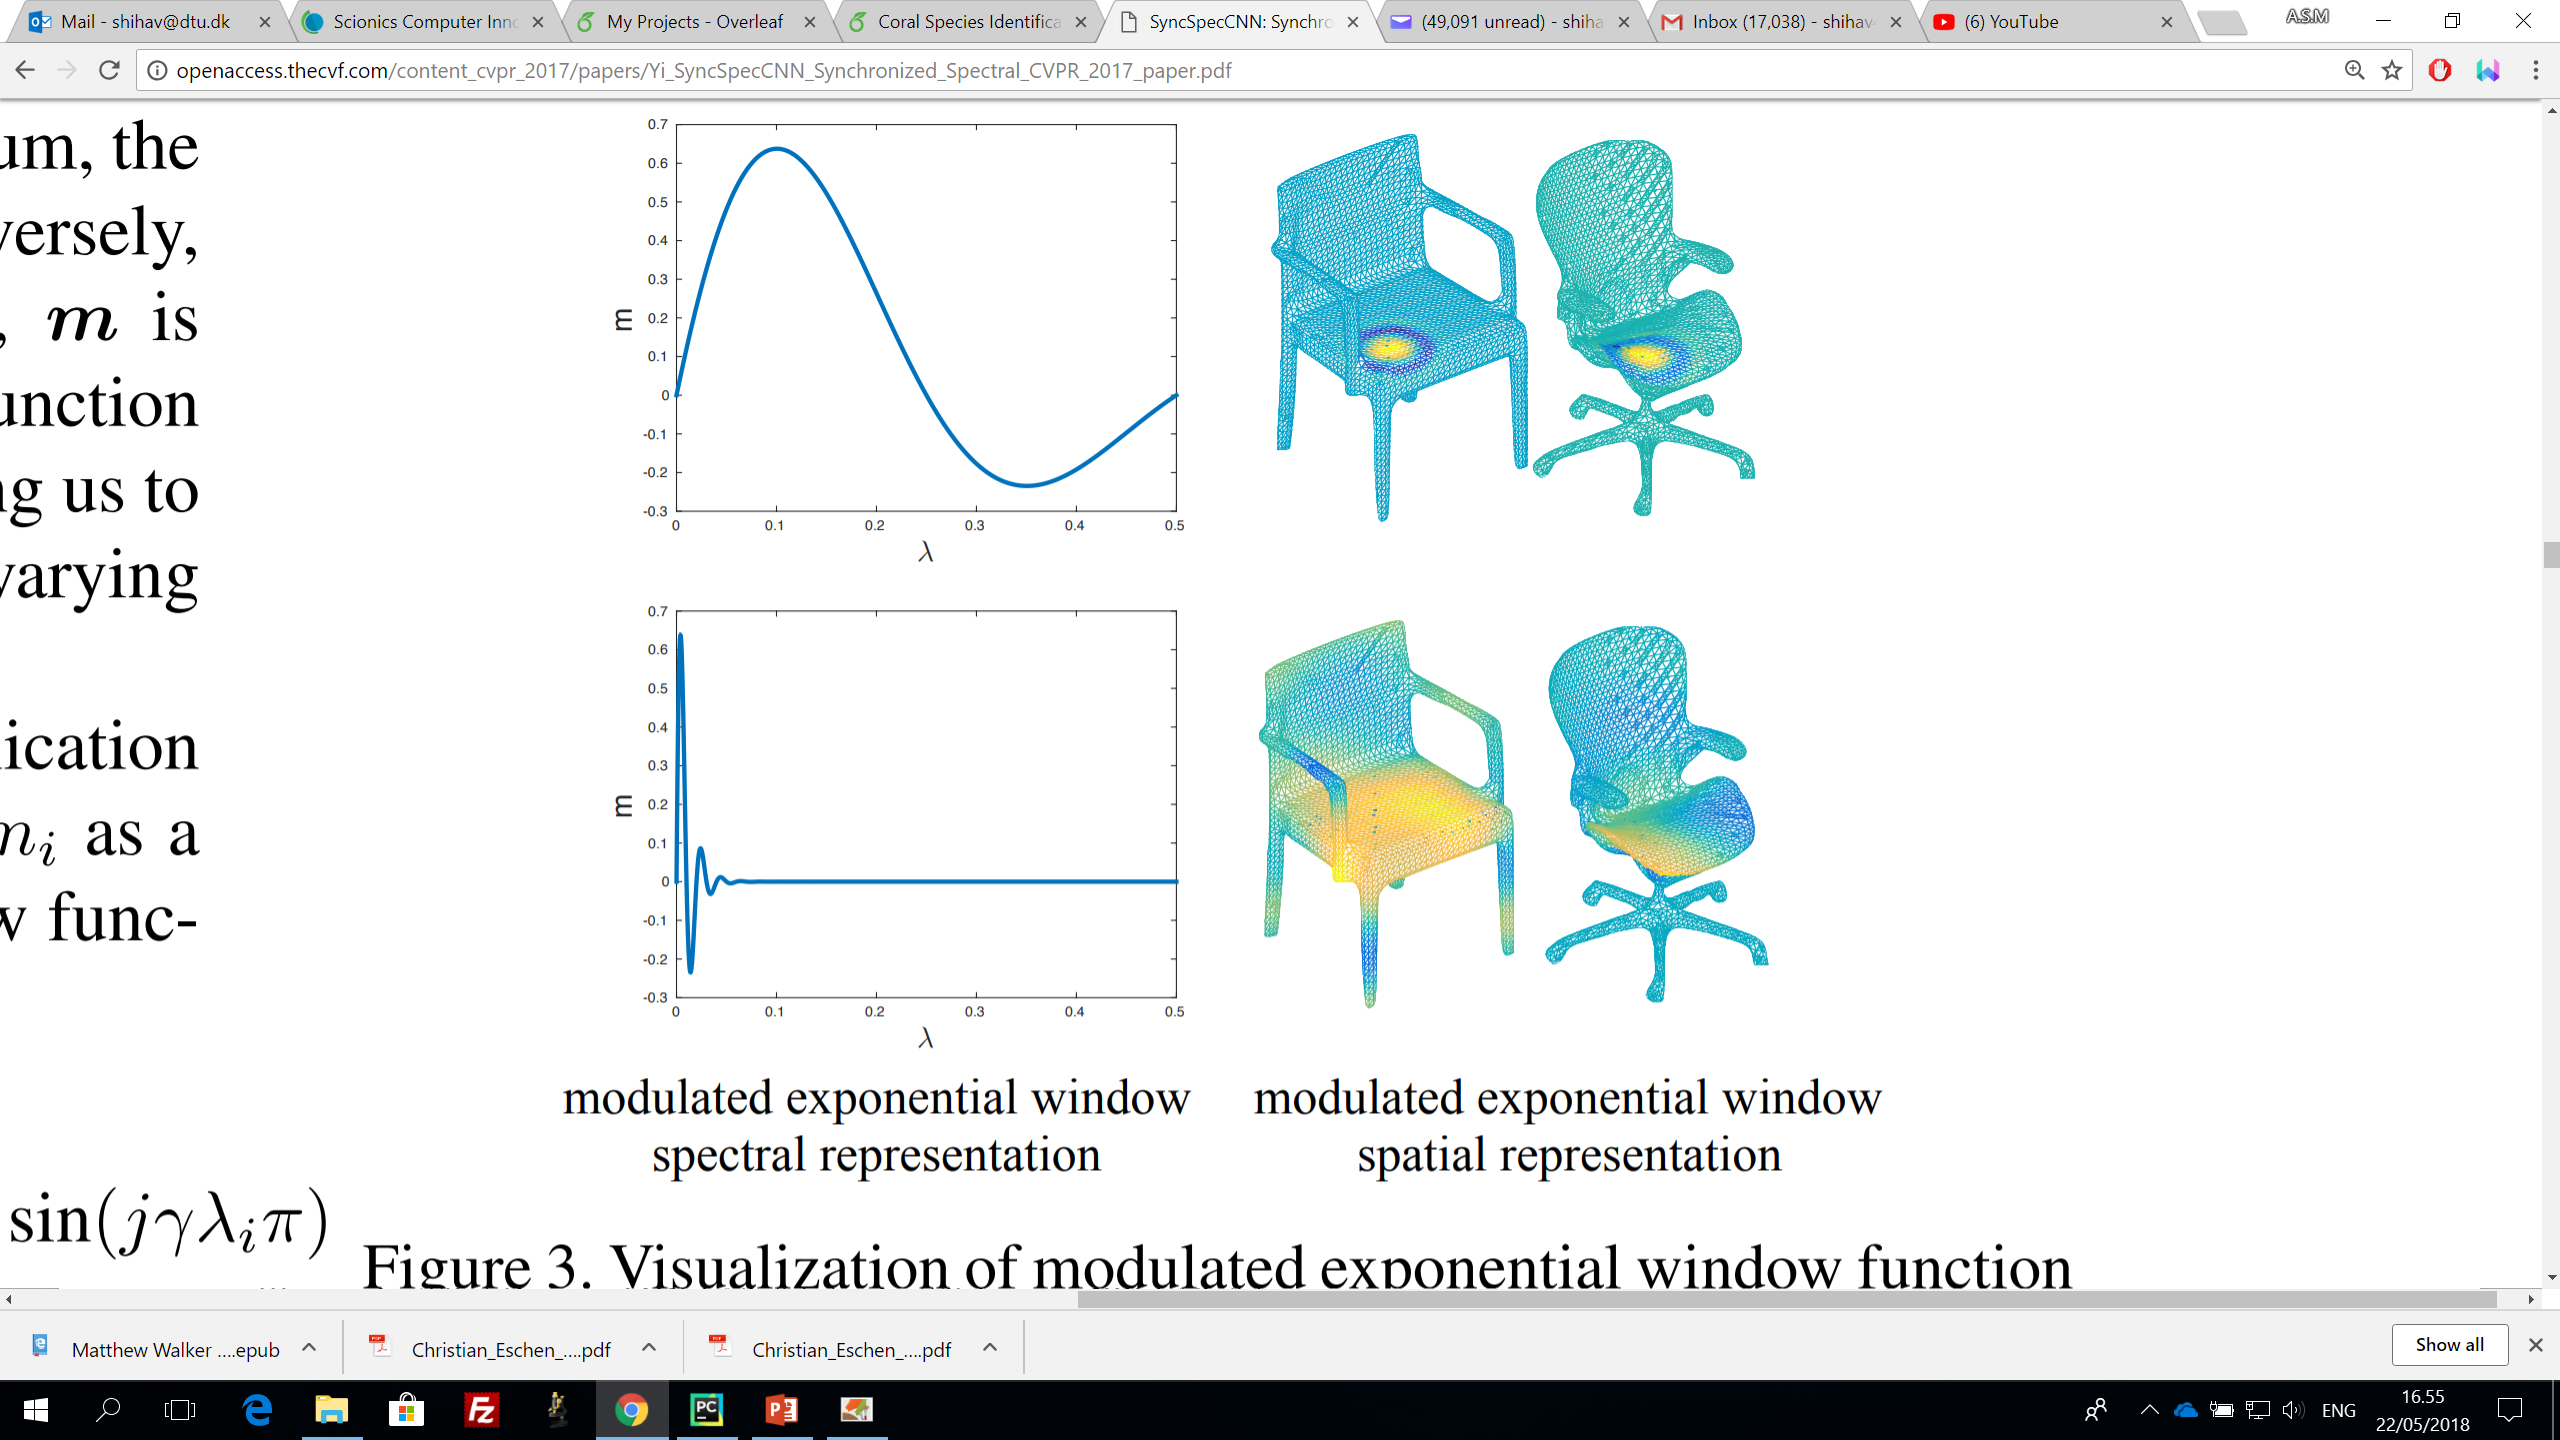 Mail - shihav@dtu.dk
Scionics Computer Inno
My Projects - Overleaf
Coral Species Identifica
SyncSpecCNN: Synchro
(49,091 unread) - shiha
Inbox (17,038) - shihav
(6) YouTube
A.S.M
openaccess.thecvf.com/content_cvpr_2017/papers/Yi_SyncSpecCNN_Synchronized_Spectral_CVPR_2017_paper.pdf
um, the
versely,
, m is
unction
ng us to
varying
lication
mᵢ as a
w func-
sin(jγλᵢπ)
0.7
0.6
0.5
0.4
0.3
0.2
0.1
0
-0.1
-0.2
-0.3
m
0 0.1 0.2 0.3 0.4 0.5
λ
0.7
0.6
0.5
0.4
0.3
0.2
0.1
0
-0.1
-0.2
-0.3
m
0 0.1 0.2 0.3 0.4 0.5
λ
modulated exponential window
spectral representation
modulated exponential window
spatial representation
Figure 3. Visualization of modulated exponential window function
Matthew Walker ....epub
Christian_Eschen_....pdf
Christian_Eschen_....pdf
Show all
ENG
16.55
22/05/2018